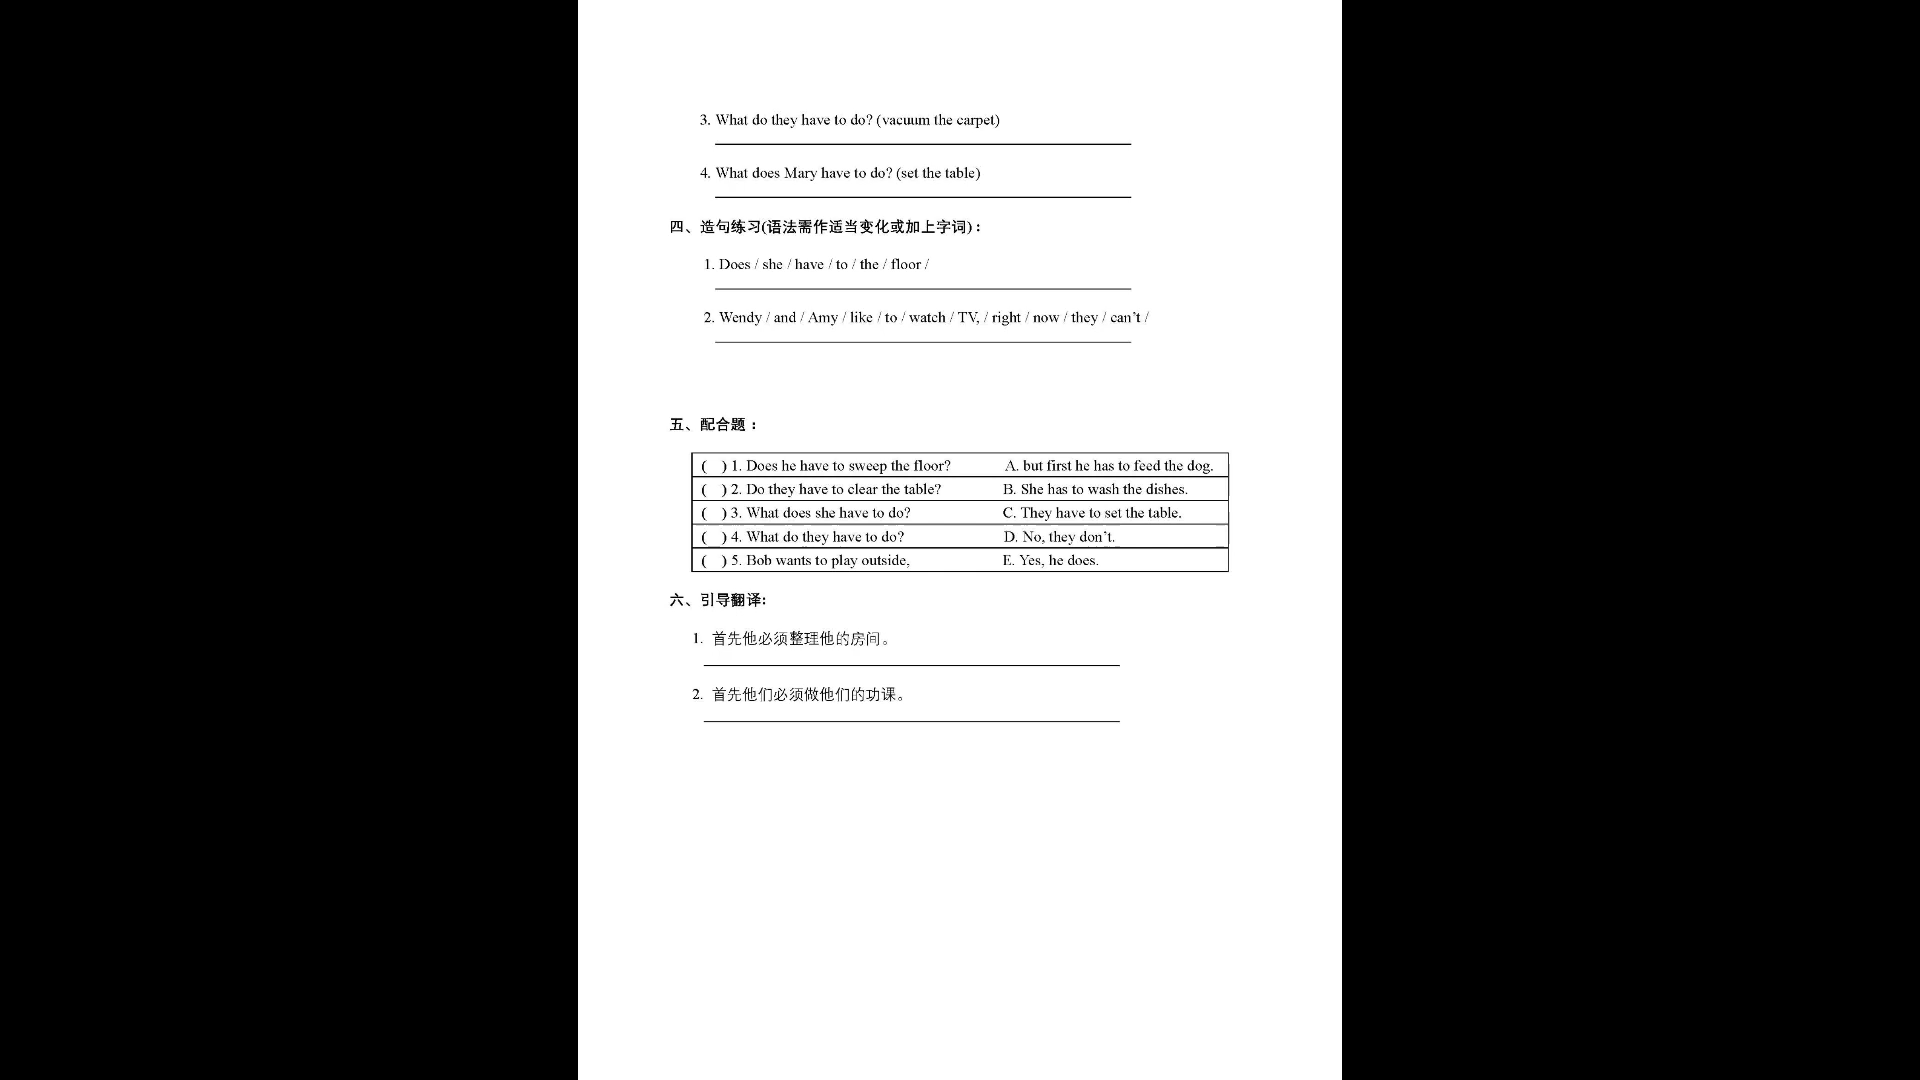 3. What do they have to do? (vacuum the carpet)
4. What does Mary have to do? (set the table)
四、造句练习(语法需作适当变化或加上字词) :
1. Does / she / have / to / the / floor /
2. Wendy / and / Amy / like / to / watch / TV, / right / now / they / can't /
五、配合题 :
( ) 1. Does he have to sweep the floor? A. but first he has to feed the dog.
( ) 2. Do they have to clear the table? B. She has to wash the dishes.
( ) 3. What does she have to do? C. They have to set the table.
( ) 4. What do they have to do? D. No, they don't.
( ) 5. Bob wants to play outside, E. Yes, he does.
六、引导翻译:
1. 首先他必须整理他的房间。
2. 首先他们必须做他们的功课。